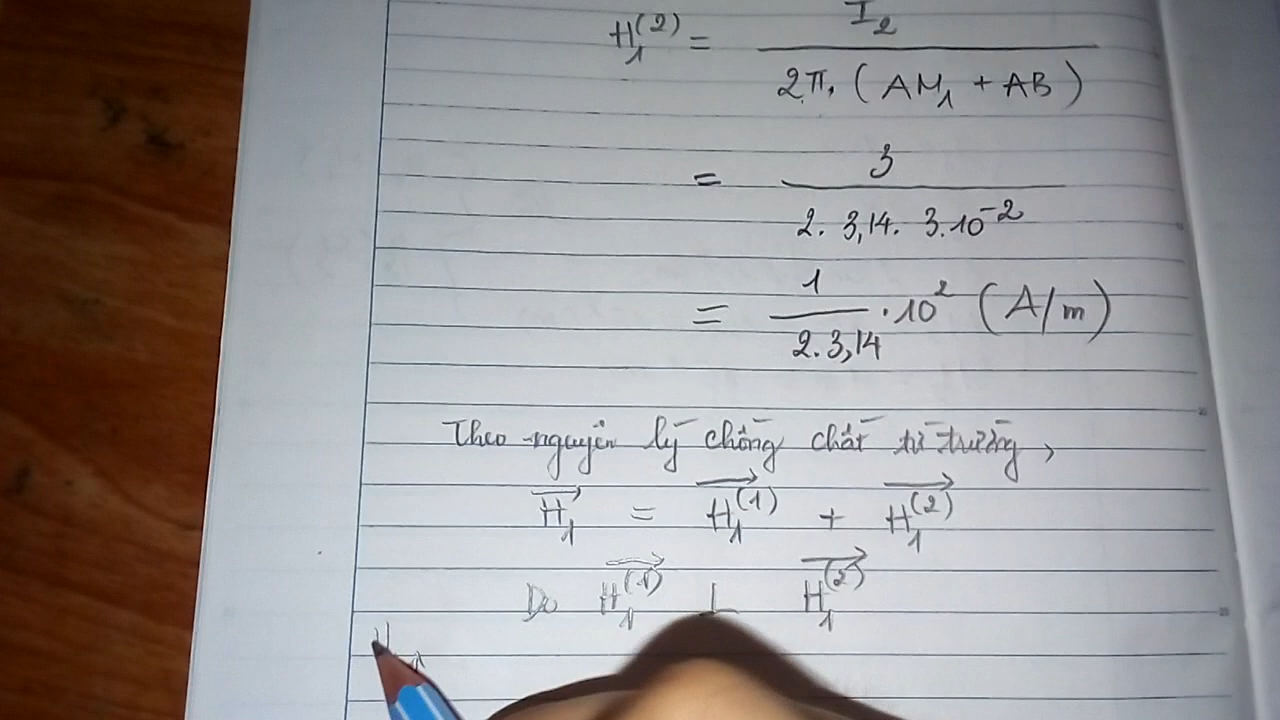 H₁⁽²⁾ = I₂ / 2π. (AM₁ + AB)
= 3 / 2. 3,14. 3.10⁻²
= 1 / 2.3,14 .10² (A/m)
Theo nguyên lý chồng chất từ trường,
H₁⃗ = H₁⁽¹⁾⃗ + H₁⁽²⁾⃗
Do H₁⁽¹⁾⃗ ⊥ H₁⁽²⁾⃗
H₁